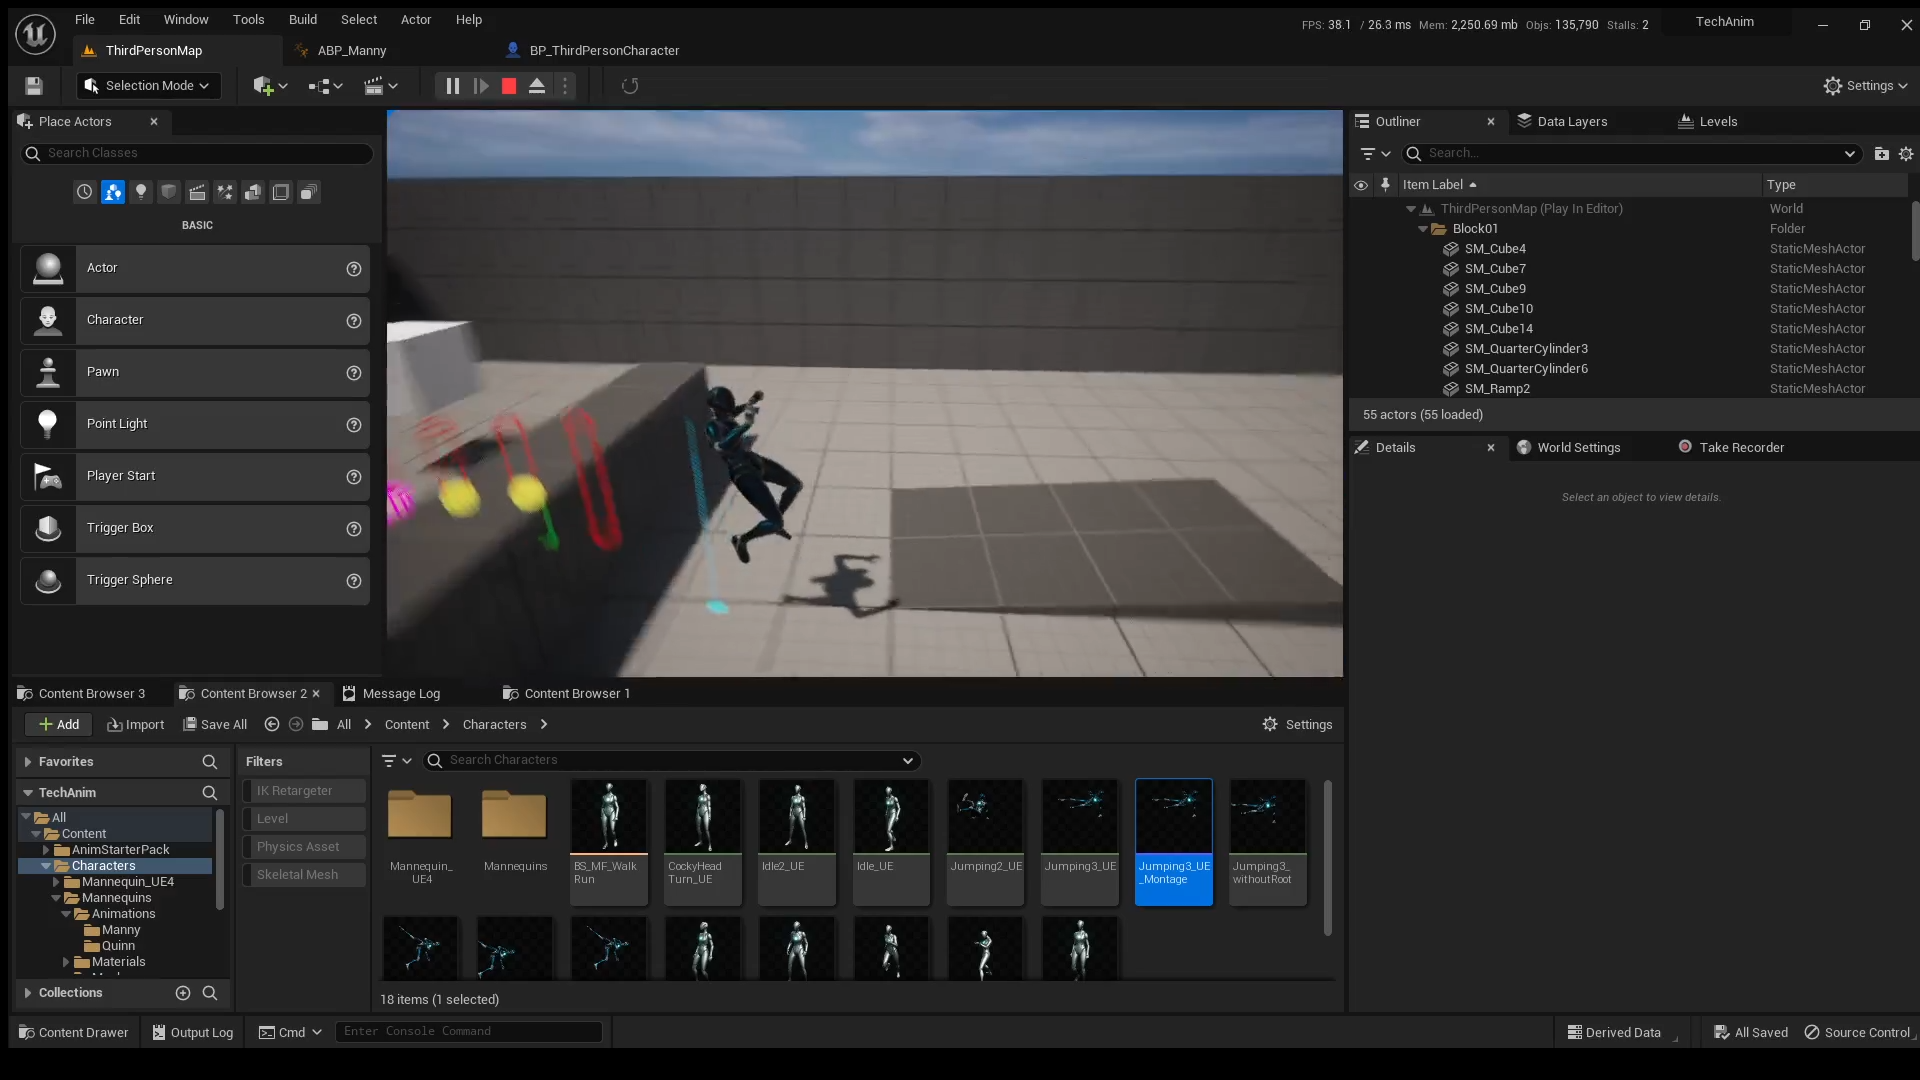 File Edit Window Tools Build Select Actor Help
FPS: 38.1 / 26.3 ms Mem: 2,250.69 mb Objs: 135,790 Stalls: 2
TechAnim
ThirdPersonMap
ABP_Manny
BP_ThirdPersonCharacter
Selection Mode
Settings
Place Actors
Search Classes
BASIC
Actor
Character
Pawn
Point Light
Player Start
Trigger Box
Trigger Sphere
Outliner
Data Layers
Levels
Search...
Item Label Type
ThirdPersonMap (Play In Editor) World
Block01 Folder
SM_Cube4 StaticMeshActor
SM_Cube7 StaticMeshActor
SM_Cube9 StaticMeshActor
SM_Cube10 StaticMeshActor
SM_Cube14 StaticMeshActor
SM_QuarterCylinder3 StaticMeshActor
SM_QuarterCylinder6 StaticMeshActor
SM_Ramp2 StaticMeshActor
55 actors (55 loaded)
Details
World Settings
Take Recorder
Select an object to view details.
Content Browser 3
Content Browser 2
Message Log
Content Browser 1
Add
Import
Save All
All
Content
Characters
Settings
Favorites
TechAnim
All
Content
AnimStarterPack
Characters
Mannequin_UE4
Mannequins
Animations
Manny
Quinn
Materials
Collections
Filters
IK Retargeter
Level
Physics Asset
Skeletal Mesh
Search Characters
Mannequin_
UE4
Mannequins
BS_MF_Walk
Run
CockyHead
Turn_UE
Idle2_UE
Idle_UE
Jumping2_UE
Jumping3_UE
Jumping3_UE
_Montage
Jumping3_
withoutRoot
18 items (1 selected)
Content Drawer
Output Log
Cmd
Enter Console Command
Derived Data
All Saved
Source Control